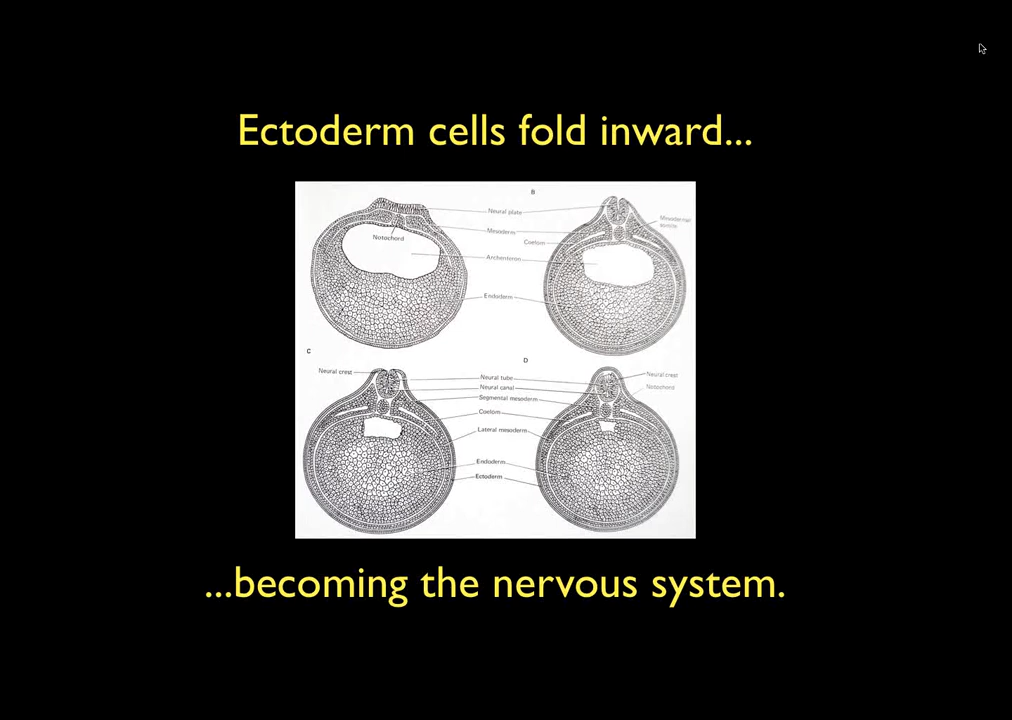 Ectoderm cells fold inward...
B
Neural plate
Mesodermal
somite
Mesoderm
Notochord
Coelom
Archenteron
Endoderm
C
D
Neural crest
Neural tube
Neural crest
Neural canal
Notochord
Segmental mesoderm
Coelom
Lateral mesoderm
Endoderm
Ectoderm
...becoming the nervous system.